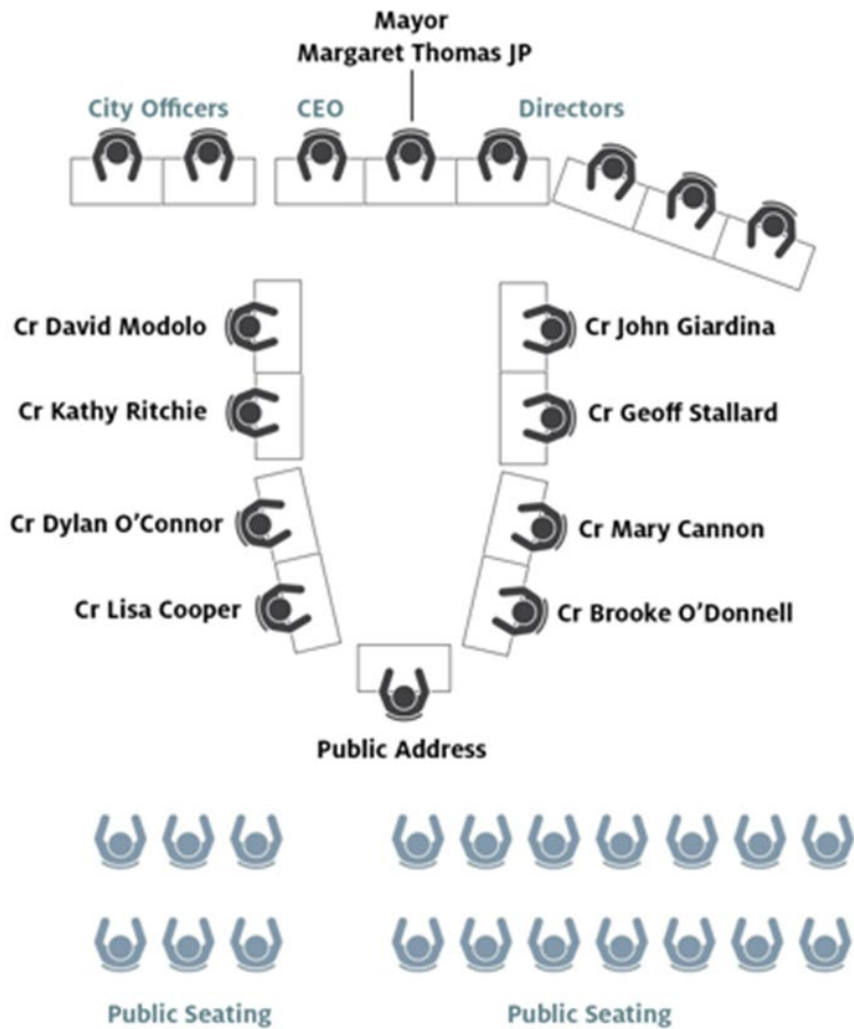 Mayor
Margaret Thomas JP
City Officers
CEO
Directors
Cr David Modolo
Cr John Giardina
Cr Kathy Ritchie
Cr Geoff Stallard
Cr Dylan O’Connor
Cr Mary Cannon
Cr Lisa Cooper
Cr Brooke O’Donnell
Public Address
Public Seating
Public Seating